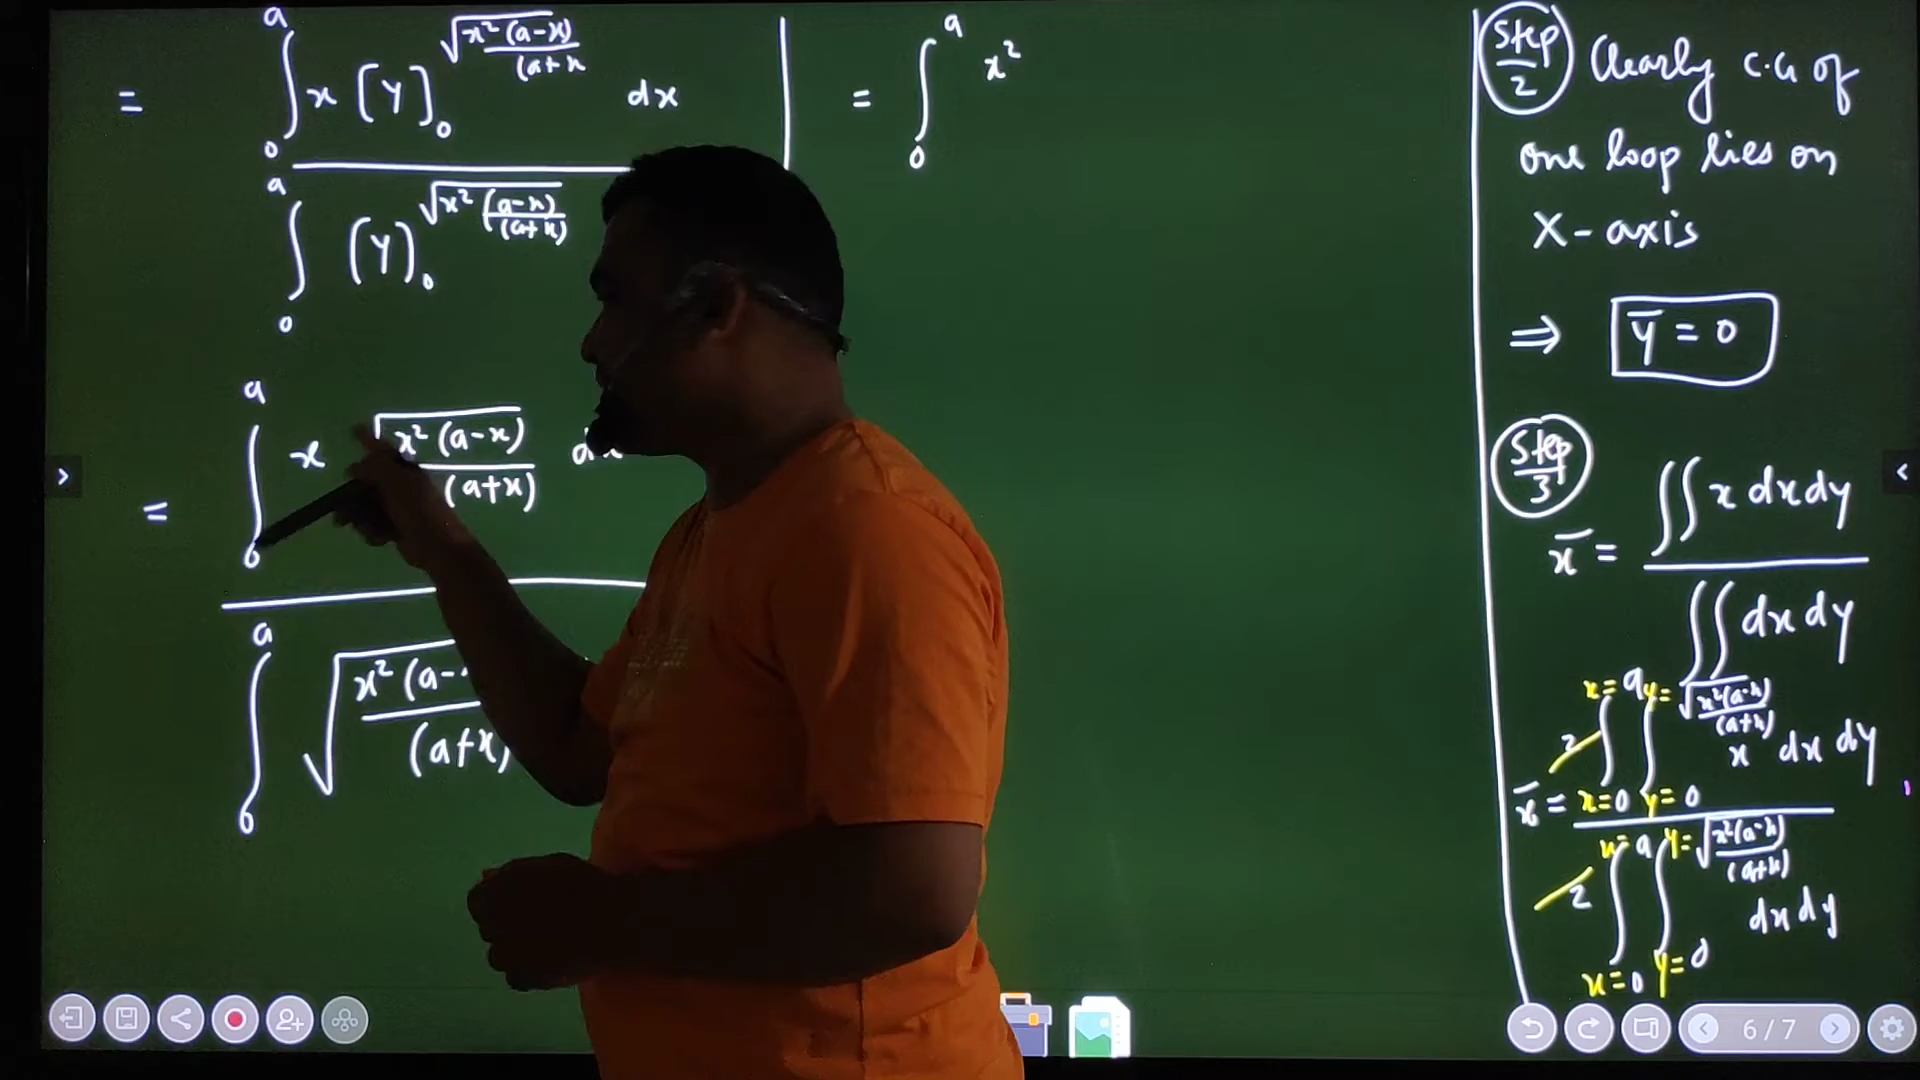 = ∫₀ᵃ x [y]₀^√(x²(a-x)/(a+x dx
∫₀ᵃ (y)₀^√(x²(a-x)/(a+x))
= ∫₀ᵃ x √(x²(a-x)/(a+x)) dx
∫₀ᵃ √(x²(a-x)/(a+x))
= ∫₀ᵃ x²
Step 2
Clearly C.G of
one loop lies on
X-axis
⇒ ȳ = 0
Step 3
x̄ = ∫∫ x dx dy
∫∫ dx dy
x̄ = 2 ∫_{x=0}^{x=a} ∫_{y=0}^{y=√(x²(a-x)/(a+x))} x dx dy
2 ∫_{x=0}^{x=a} ∫_{y=0}^{y=√(x²(a-x)/(a+x))} dx dy
6/7